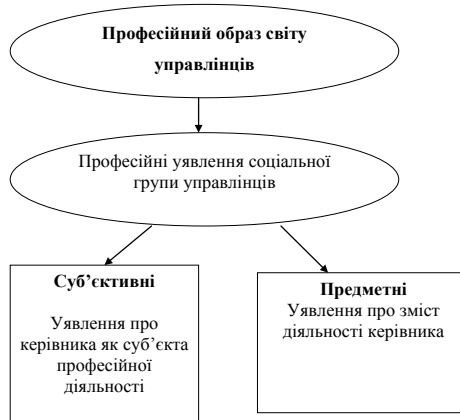 Професійний образ світу
управлінців
Професійні уявлення соціальної
групи управлінців
Суб’єктивні
Уявлення про
керівника як суб’єкта
професійної
діяльності
Предметні
Уявлення про зміст
діяльності керівника